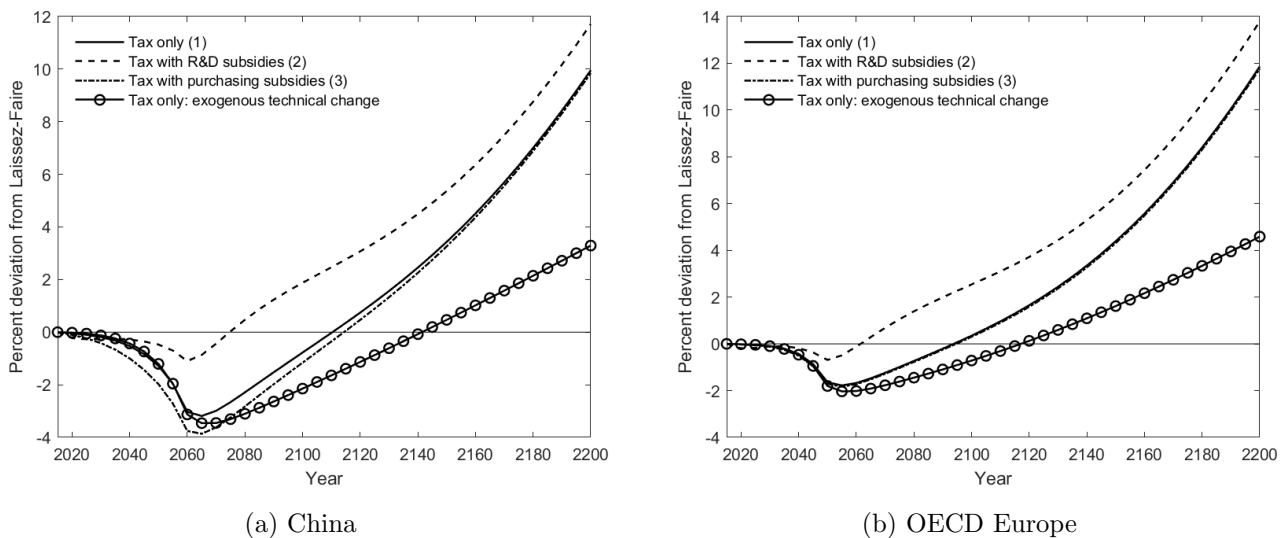 12
10
8
6
4
2
0
-2
-4
Percent deviation from Laissez-Faire
Tax only (1)
Tax with R&D subsidies (2)
Tax with purchasing subsidies (3)
Tax only: exogenous technical change
2020 2040 2060 2080 2100 2120 2140 2160 2180 2200
Year
(a) China
14
12
10
8
6
4
2
0
-2
-4
Percent deviation from Laissez-Faire
Tax only (1)
Tax with R&D subsidies (2)
Tax with purchasing subsidies (3)
Tax only: exogenous technical change
2020 2040 2060 2080 2100 2120 2140 2160 2180 2200
Year
(b) OECD Europe